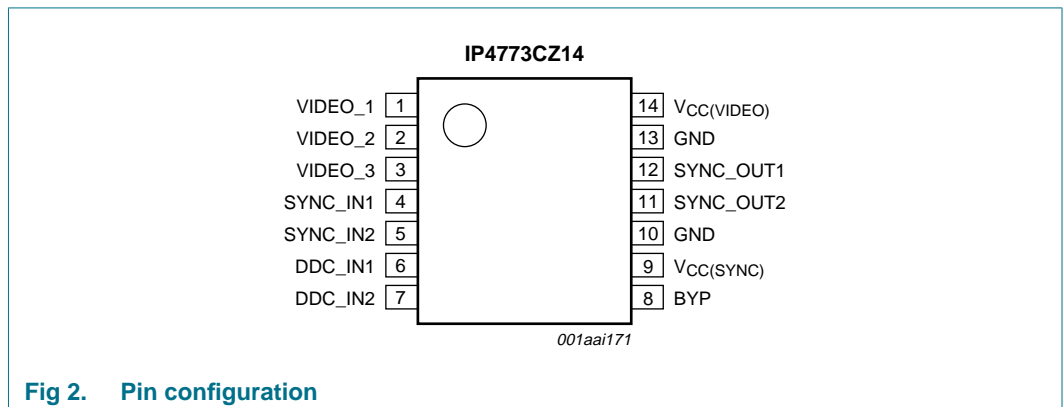 IP4773CZ14
VIDEO_1 1
VIDEO_2 2
VIDEO_3 3
SYNC_IN1 4
SYNC_IN2 5
DDC_IN1 6
DDC_IN2 7
14 VCC(VIDEO)
13 GND
12 SYNC_OUT1
11 SYNC_OUT2
10 GND
9 VCC(SYNC)
8 BYP
001aai171
Fig 2. Pin configuration